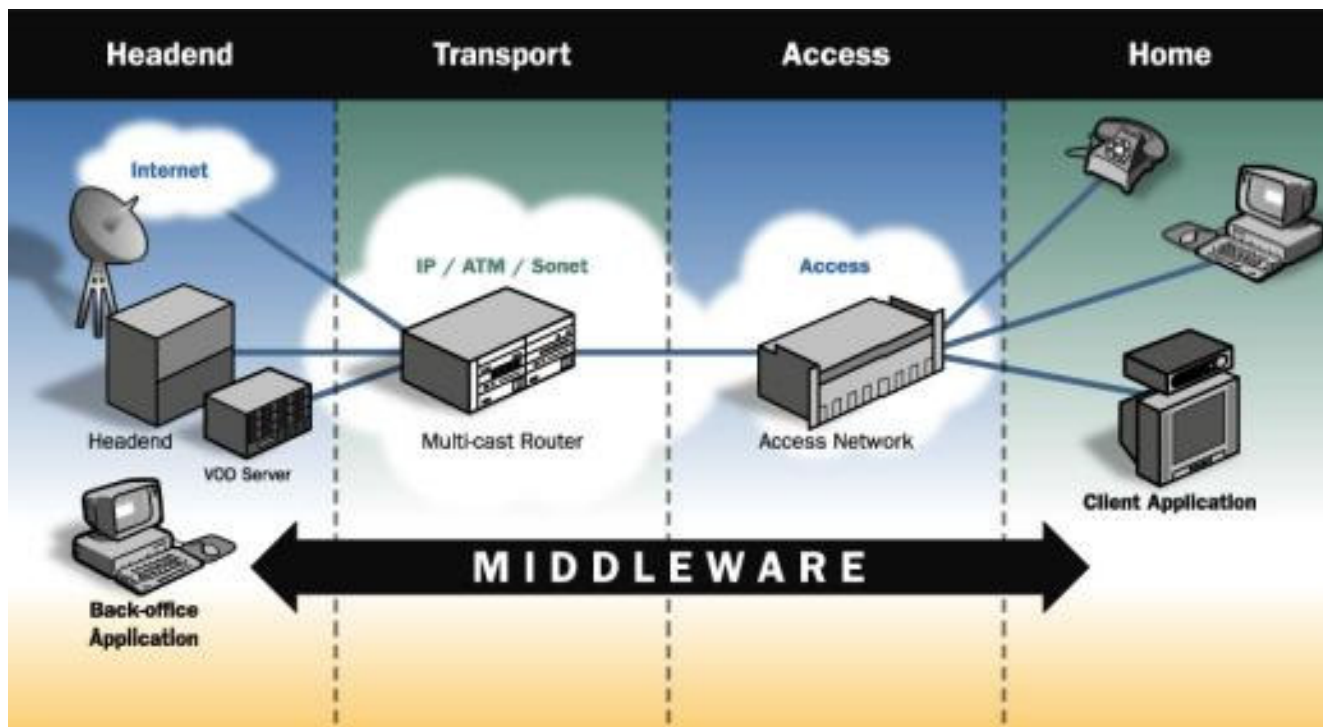 Headend
Transport
Access
Home
Internet
IP / ATM / Sonet
Access
Headend
VOD Server
Multi-cast Router
Access Network
Client Application
MIDDLEWARE
Back-office
Application